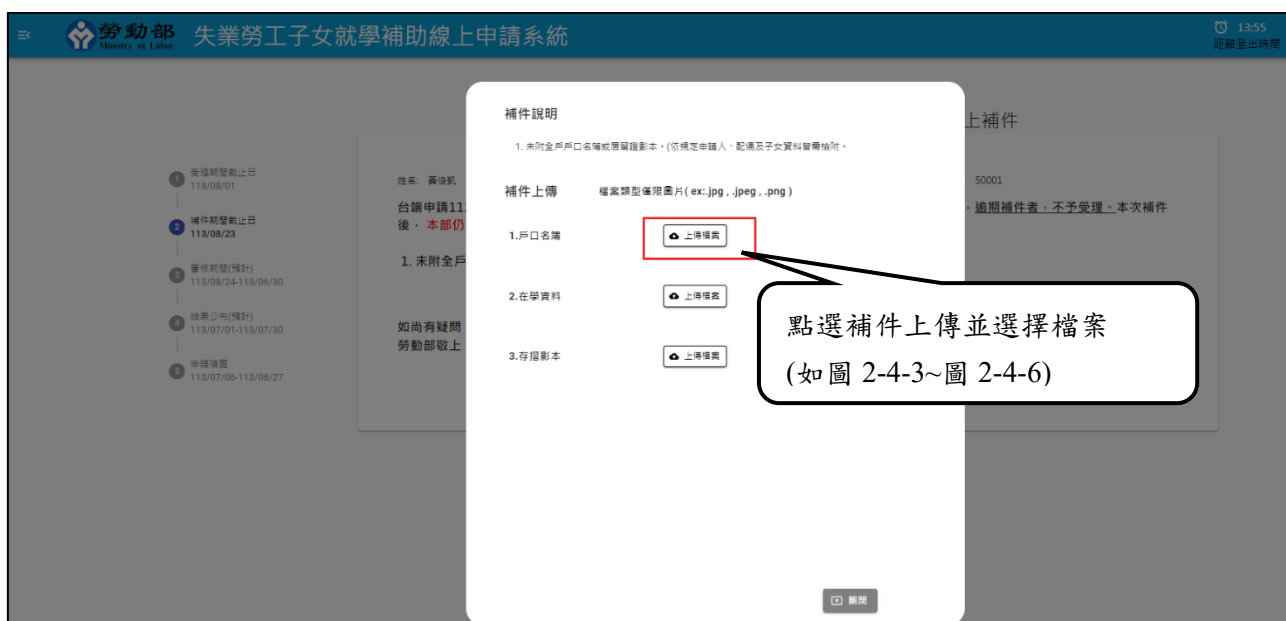 勞動部
Ministry of Labor
失業勞工子女就學補助線上申請系統
13:55
距離登出時間
上補件
補件說明
1. 未附全戶戶口名簿或居留證影本。(依規定申請人、配偶及子女資料皆需檢附。
補件上傳 檔案類型僅限圖片( ex:.jpg , .jpeg , .png )
1.戶口名簿 上傳檔案
2.在學資料 上傳檔案
3.存摺影本 上傳檔案
關閉
點選補件上傳並選擇檔案
(如圖 2-4-3~圖 2-4-6)
1 受理期間截止日
113/08/01
2 補件期間截止日
113/08/23
3 審核期間(預計)
113/08/24-113/06/30
4 結果公布(預計)
113/07/01-113/07/30
5 申請複查
113/07/06-113/08/27
姓名: 黃俊凱
50001
台端申請11
,逾期補件者,不予受理。本次補件
後, 本部仍
1. 未附全戶
如尚有疑問
勞動部敬上